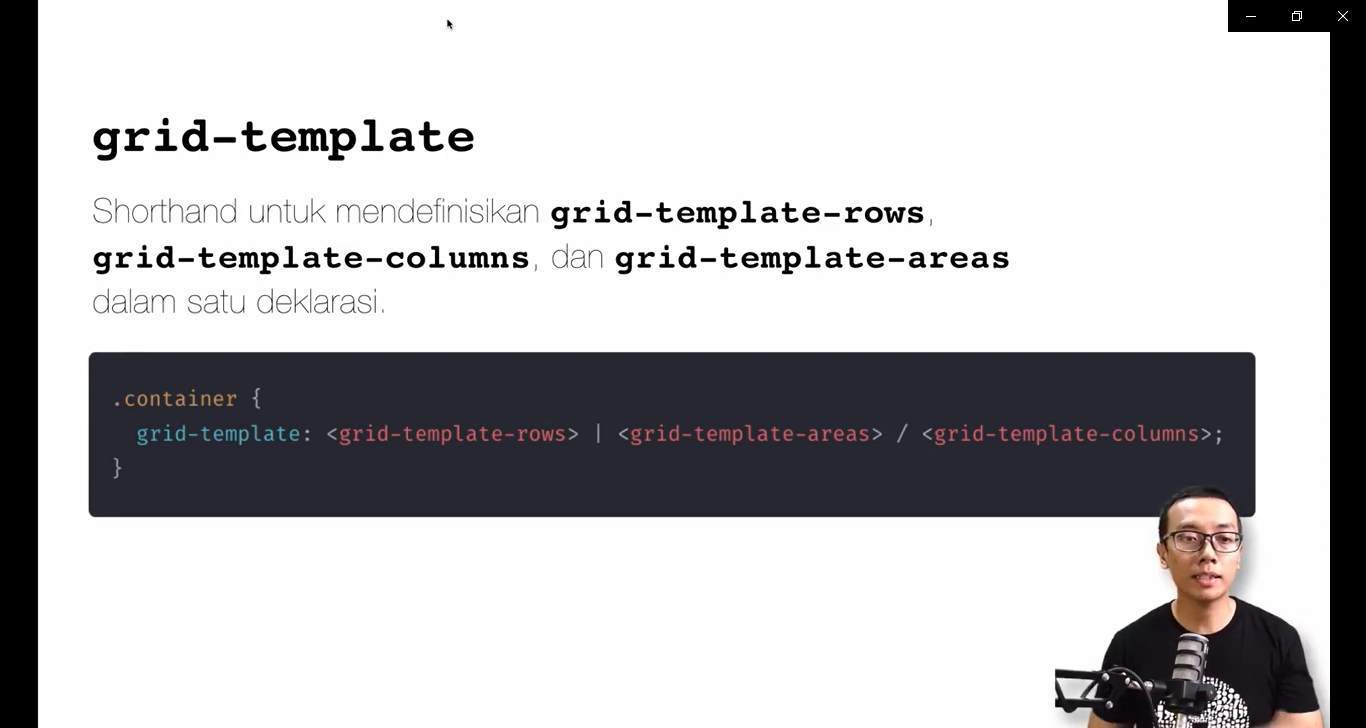 grid-template
Shorthand untuk mendefinisikan grid-template-rows,
grid-template-columns, dan grid-template-areas
dalam satu deklarasi.
.container {
grid-template: <grid-template-rows> | <grid-template-areas> / <grid-template-columns>;
}